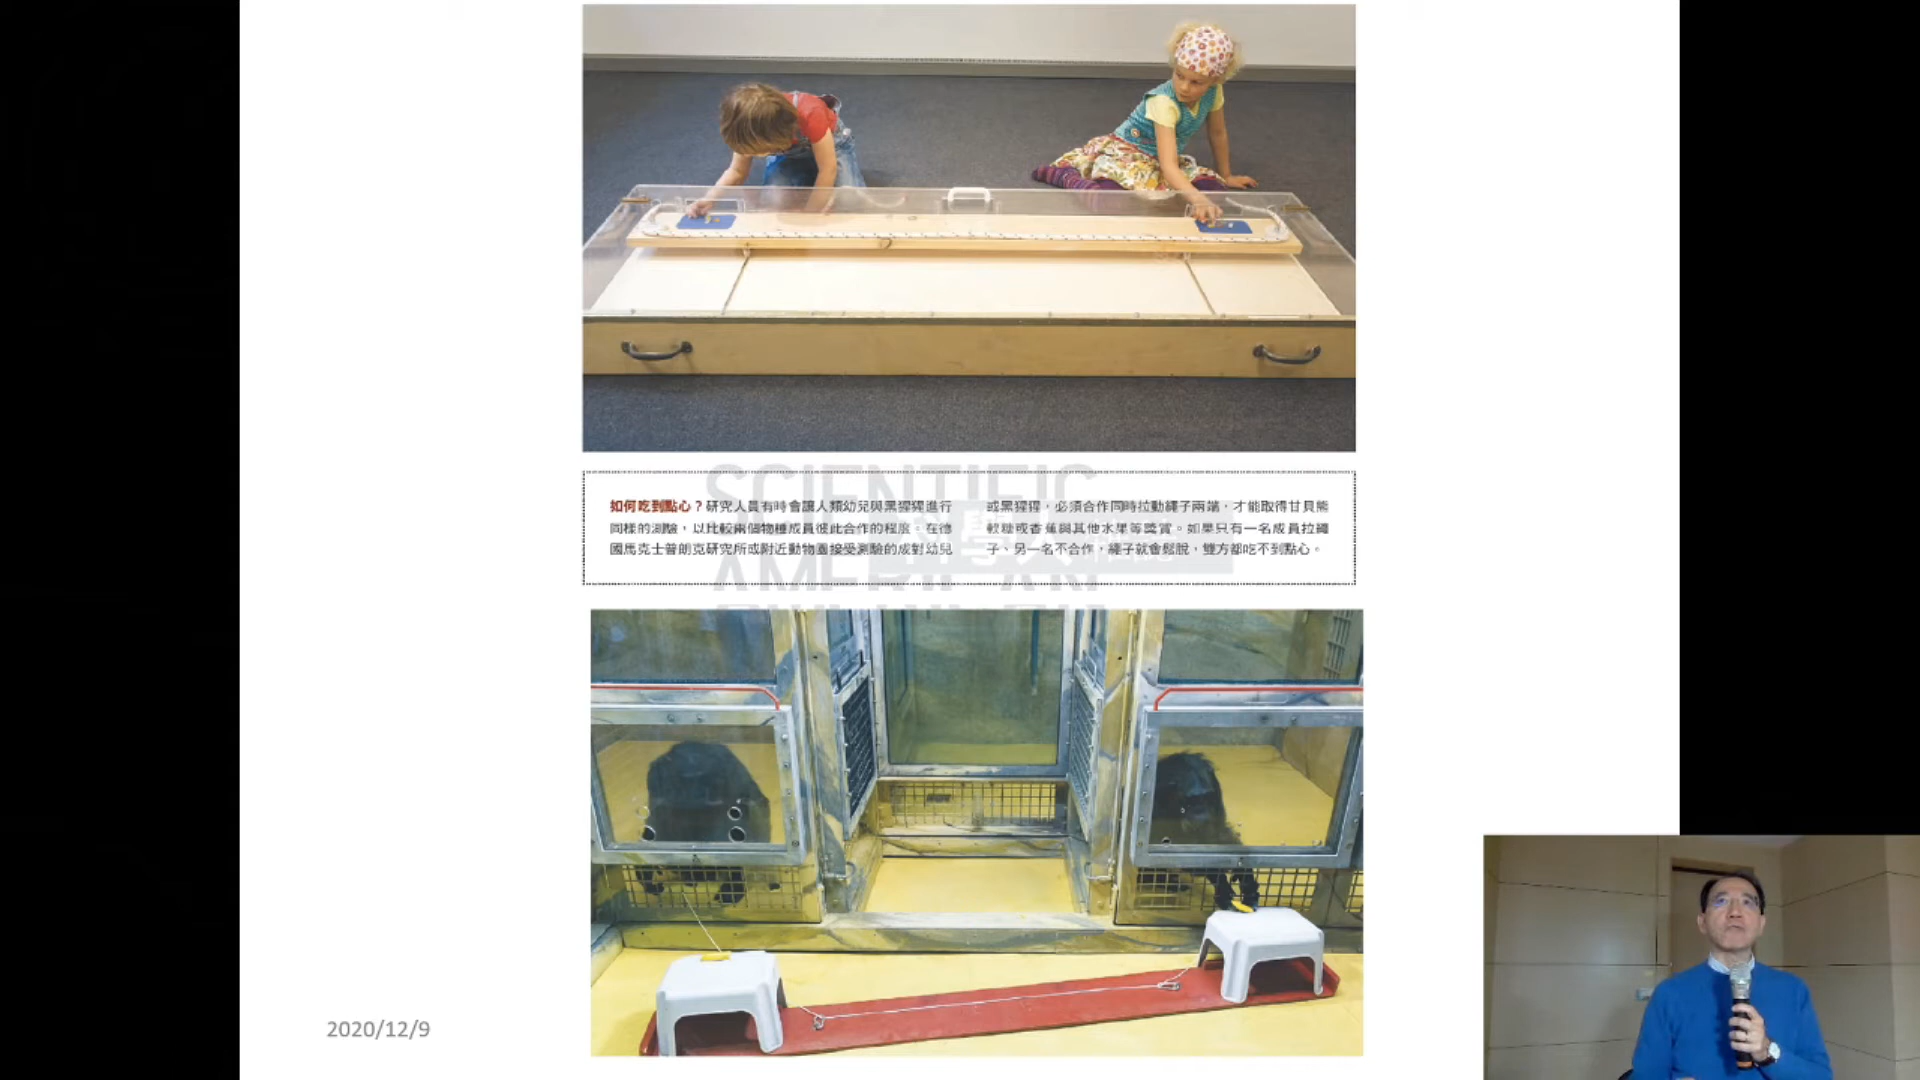 如何吃到點心？研究人員有時會讓人類幼兒與黑猩猩進行
同樣的測驗，以比較兩個物種成員彼此合作的程度。在德
國馬克士普朗克研究所或附近動物園接受測驗的成對幼兒
或黑猩猩，必須合作同時拉動繩子兩端，才能取得甘貝熊
軟糖或香蕉與其他水果等獎賞。如果只有一名成員拉繩
子、另一名不合作，繩子就會鬆脫，雙方都吃不到點心。
SCIENTIFIC
AMERICAN
科學人 雜誌
2020/12/9